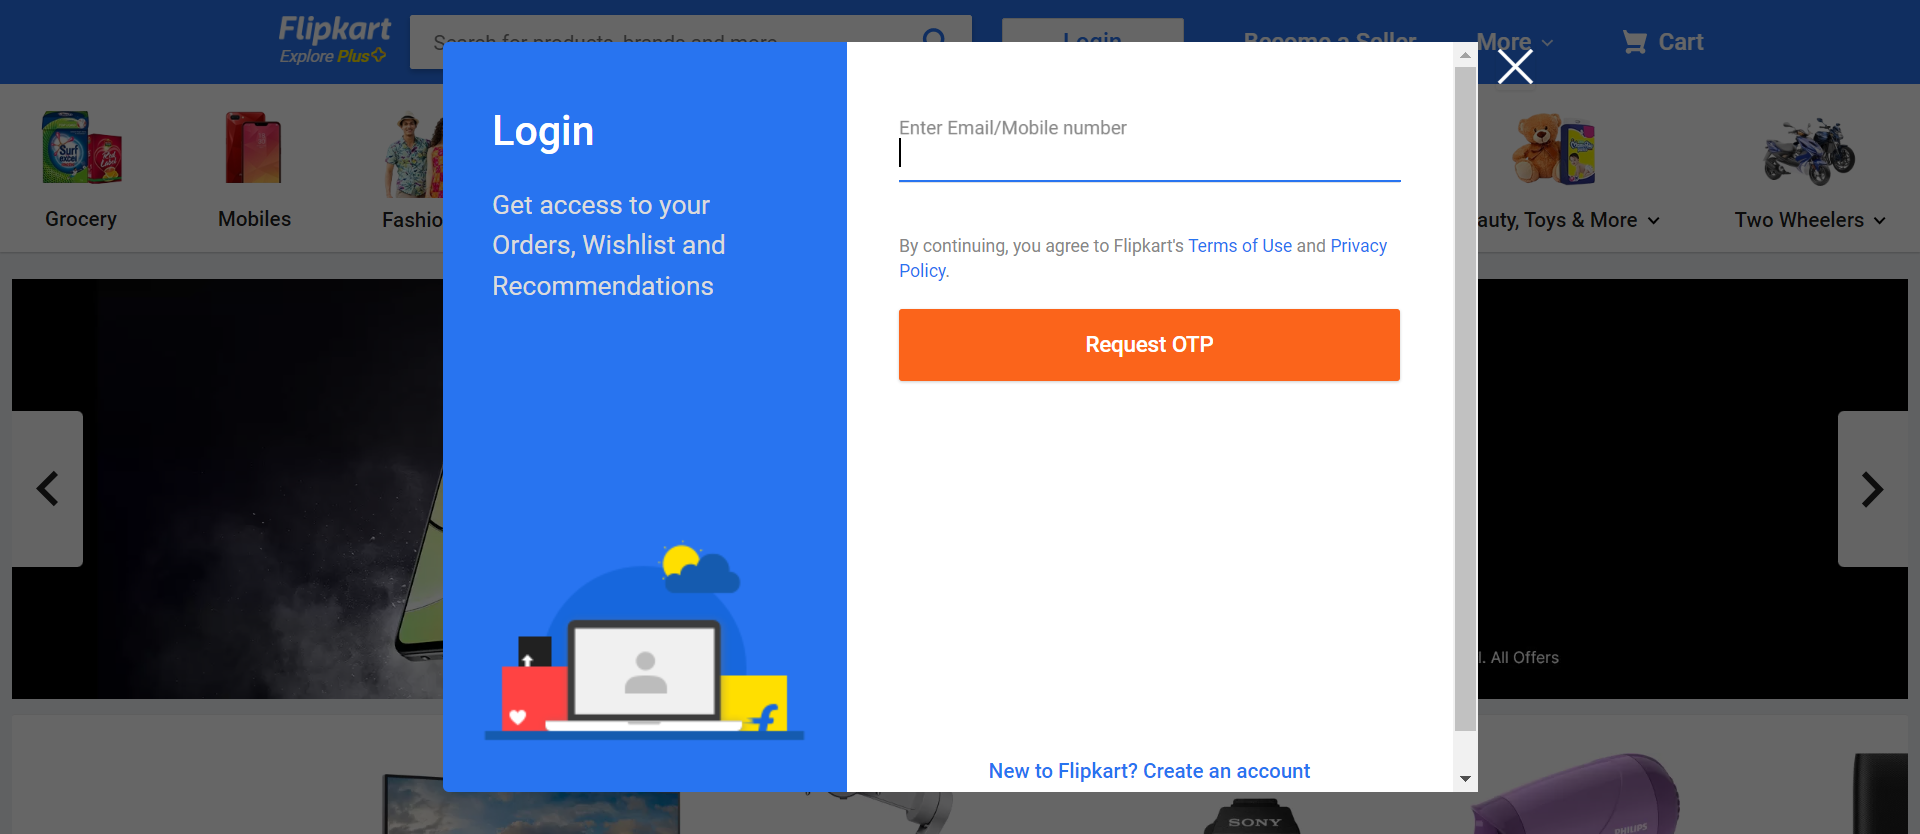 Flipkart
Explore Plus
Search for products, brands and more
Login
Become a Seller
More
Cart
Grocery
Mobiles
Fashio
auty, Toys & More
Two Wheelers
Login
Get access to your
Orders, Wishlist and
Recommendations
Enter Email/Mobile number
By continuing, you agree to Flipkart's Terms of Use and Privacy
Policy.
Request OTP
New to Flipkart? Create an account
l. All Offers
Surf
excel
SONY
PHILIPS